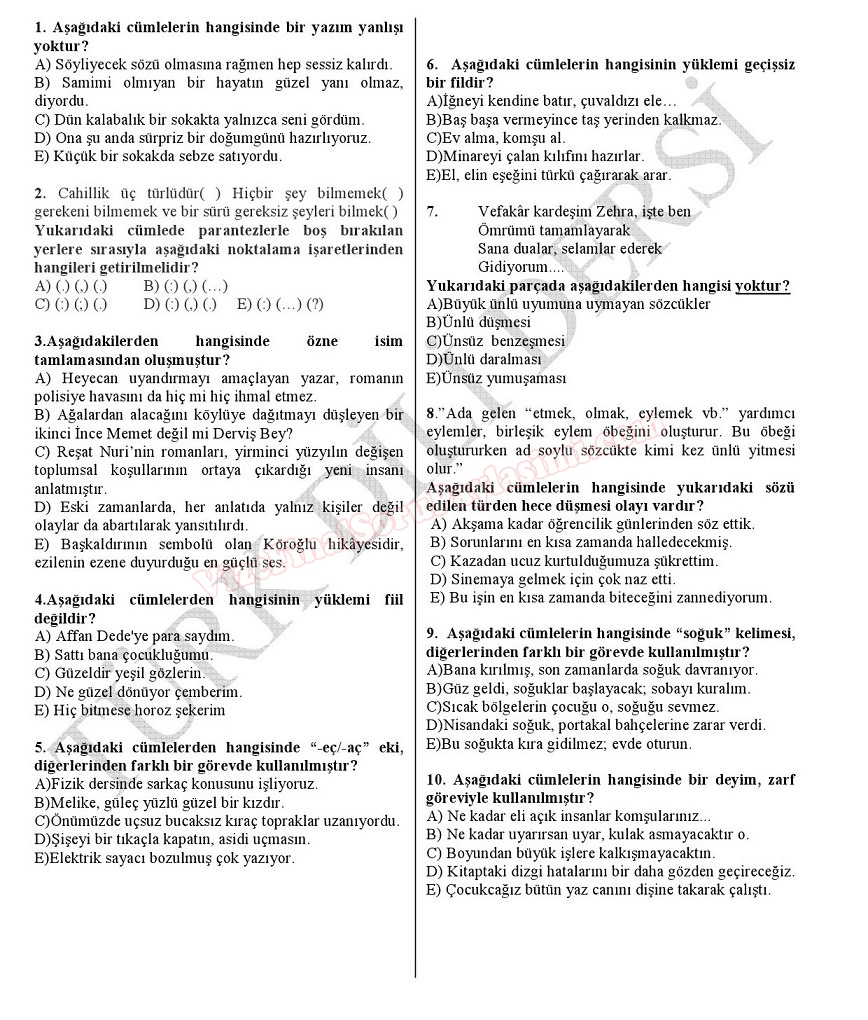 1. Aşağıdaki cümlelerin hangisinde bir yazım yanlışı
yoktur?
A) Söyliyecek sözü olmasına rağmen hep sessiz kalırdı.
B) Samimi olmıyan bir hayatın güzel yanı olmaz,
diyordu.
C) Dün kalabalık bir sokakta yalnızca seni gördüm.
D) Ona şu anda sürpriz bir doğumgünü hazırlıyoruz.
E) Küçük bir sokakda sebze satıyordu.
2. Cahillik üç türlüdür( ) Hiçbir şey bilmemek( )
gerekeni bilmemek ve bir sürü gereksiz şeyleri bilmek( )
Yukarıdaki cümlede parantezlerle boş bırakılan
yerlere sırasıyla aşağıdaki noktalama işaretlerinden
hangileri getirilmelidir?
A) (.) (,) (.) B) (:) (,) (…)
C) (:) (;) (.) D) (:) (,) (.) E) (:) (…) (?)
3.Aşağıdakilerden hangisinde özne isim
tamlamasından oluşmuştur?
A) Heyecan uyandırmayı amaçlayan yazar, romanın
polisiye havasını da hiç mi hiç ihmal etmez.
B) Ağalardan alacağını köylüye dağıtmayı düşleyen bir
ikinci İnce Memet değil mi Derviş Bey?
C) Reşat Nuri’nin romanları, yirminci yüzyılın değişen
toplumsal koşullarının ortaya çıkardığı yeni insanı
anlatmıştır.
D) Eski zamanlarda, her anlatıda yalnız kişiler değil
olaylar da abartılarak yansıtılırdı.
E) Başkaldırının sembolü olan Köroğlu hikâyesidir,
ezilenin ezene duyurduğu en güçlü ses.
4.Aşağıdaki cümlelerden hangisinin yüklemi fiil
değildir?
A) Affan Dede'ye para saydım.
B) Sattı bana çocukluğumu.
C) Güzeldir yeşil gözlerin.
D) Ne güzel dönüyor çemberim.
E) Hiç bitmese horoz şekerim
5. Aşağıdaki cümlelerden hangisinde “-eç/-aç” eki,
diğerlerinden farklı bir görevde kullanılmıştır?
A)Fizik dersinde sarkaç konusunu işliyoruz.
B)Melike, güleç yüzlü güzel bir kızdır.
C)Önümüzde uçsuz bucaksız kıraç topraklar uzanıyordu.
D)Şişeyi bir tıkaçla kapatın, asidi uçmasın.
E)Elektrik sayacı bozulmuş çok yazıyor.
6. Aşağıdaki cümlelerin hangisinin yüklemi geçişsiz
bir fildir?
A)İğneyi kendine batır, çuvaldızı ele…
B)Baş başa vermeyince taş yerinden kalkmaz.
C)Ev alma, komşu al.
D)Minareyi çalan kılıfını hazırlar.
E)El, elin eşeğini türkü çağırarak arar.
7. Vefakâr kardeşim Zehra, işte ben
Ömrümü tamamlayarak
Sana dualar, selamlar ederek
Gidiyorum....
Yukarıdaki parçada aşağıdakilerden hangisi yoktur?
A)Büyük ünlü uyumuna uymayan sözcükler
B)Ünlü düşmesi
C)Ünsüz benzeşmesi
D)Ünlü daralması
E)Ünsüz yumuşaması
8.”Ada gelen “etmek, olmak, eylemek vb.” yardımcı
eylemler, birleşik eylem öbeğini oluşturur. Bu öbeği
oluştururken ad soylu sözcükte kimi kez ünlü yitmesi
olur.”
Aşağıdaki cümlelerin hangisinde yukarıdaki sözü
edilen türden hece düşmesi olayı vardır?
A) Akşama kadar öğrencilik günlerinden söz ettik.
B) Sorunlarını en kısa zamanda halledecekmiş.
C) Kazadan ucuz kurtulduğumuza şükrettim.
D) Sinemaya gelmek için çok naz etti.
E) Bu işin en kısa zamanda biteceğini zannediyorum.
9. Aşağıdaki cümlelerin hangisinde “soğuk” kelimesi,
diğerlerinden farklı bir görevde kullanılmıştır?
A)Bana kırılmış, son zamanlarda soğuk davranıyor.
B)Güz geldi, soğuklar başlayacak; sobayı kuralım.
C)Sıcak bölgelerin çocuğu o, soğuğu sevmez.
D)Nisandaki soğuk, portakal bahçelerine zarar verdi.
E)Bu soğukta kıra gidilmez; evde oturun.
10. Aşağıdaki cümlelerin hangisinde bir deyim, zarf
göreviyle kullanılmıştır?
A) Ne kadar eli açık insanlar komşularınız...
B) Ne kadar uyarırsan uyar, kulak asmayacaktır o.
C) Boyundan büyük işlere kalkışmayacaktın.
D) Kitaptaki dizgi hatalarını bir daha gözden geçireceğiz.
E) Çocukcağız bütün yaz canını dişine takarak çalıştı.
TÜRK DİLİ DERSİ